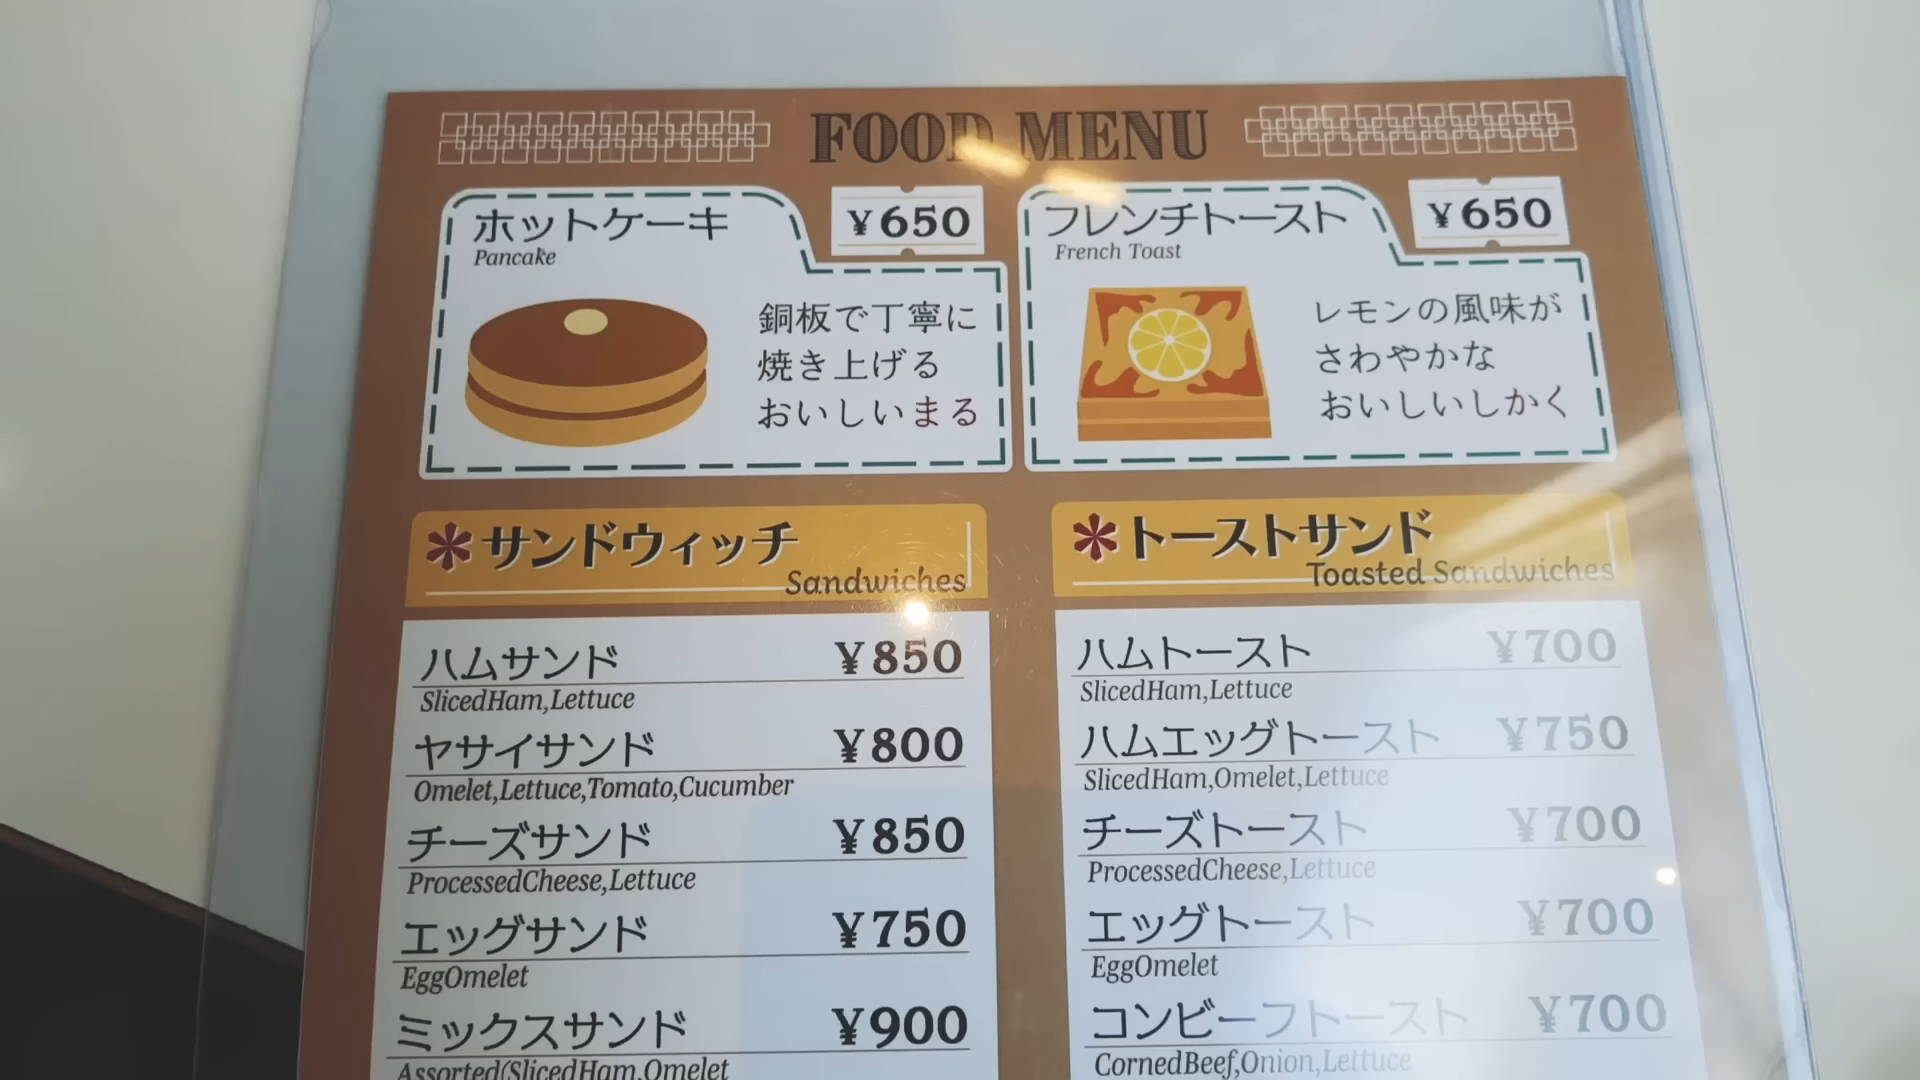 FOOD MENU
ホットケーキ
Pancake
¥650
銅板で丁寧に
焼き上げる
おいしいまる
フレンチトースト
French Toast
¥650
レモンの風味が
さわやかな
おいしいしかく
サンドウィッチ
Sandwiches
ハムサンド ¥850
SlicedHam,Lettuce
ヤサイサンド ¥800
Omelet,Lettuce,Tomato,Cucumber
チーズサンド ¥850
ProcessedCheese,Lettuce
エッグサンド ¥750
EggOmelet
ミックスサンド ¥900
Assorted(SlicedHam,Omelet
トーストサンド
Toasted Sandwiches
ハムトースト ¥700
SlicedHam,Lettuce
ハムエッグトースト ¥750
SlicedHam,Omelet,Lettuce
チーズトースト ¥700
ProcessedCheese,Lettuce
エッグトースト ¥700
EggOmelet
コンビーフトースト ¥700
CornedBeef,Onion,Lettuce